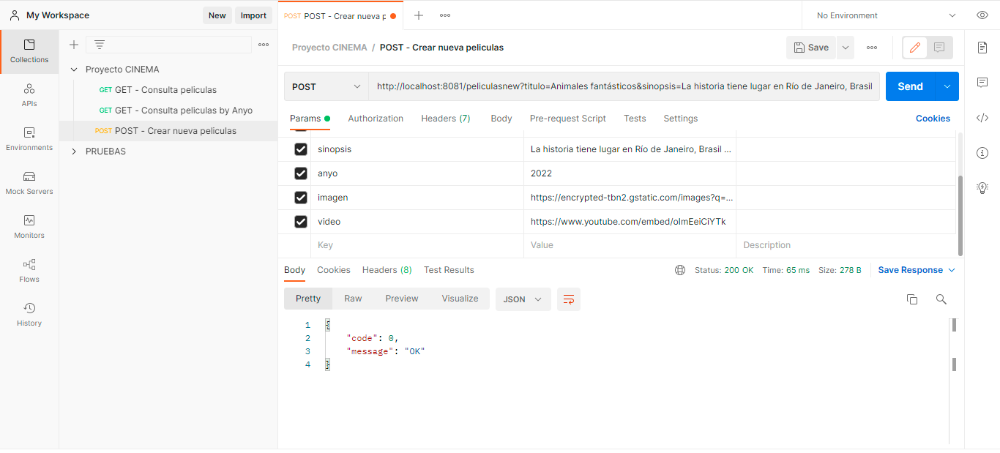 My Workspace
New
Import
POST POST - Crear nueva p
No Environment
Collections
APIs
Environments
Mock Servers
Monitors
Flows
History
Proyecto CINEMA
GET GET - Consulta peliculas
GET GET - Consulta peliculas by Anyo
POST POST - Crear nueva peliculas
PRUEBAS
Proyecto CINEMA / POST - Crear nueva peliculas
Save
POST
http://localhost:8081/peliculasnew?titulo=Animales fantásticos&sinopsis=La historia tiene lugar en Río de Janeiro, Brasil
Send
Params
Authorization
Headers (7)
Body
Pre-request Script
Tests
Settings
Cookies
sinopsis
La historia tiene lugar en Río de Janeiro, Brasil ...
anyo
2022
imagen
https://encrypted-tbn2.gstatic.com/images?q=...
video
https://www.youtube.com/embed/oImEeiCiYTk
Key
Value
Description
Body
Cookies
Headers (8)
Test Results
Status: 200 OK
Time: 65 ms
Size: 278 B
Save Response
Pretty
Raw
Preview
Visualize
JSON
1 {
2 "code": 0,
3 "message": "OK"
4 }